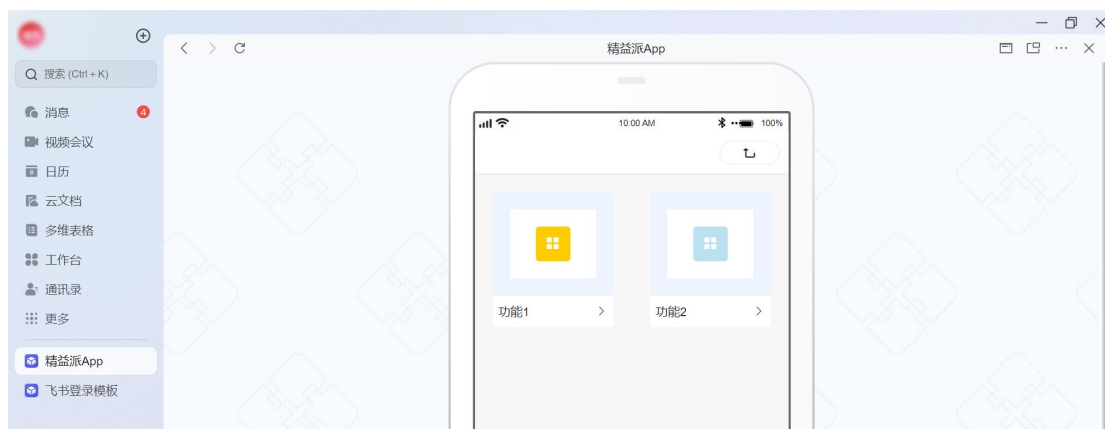 精益派App
搜索 (Ctrl + K)
消息
4
视频会议
日历
云文档
多维表格
工作台
通讯录
更多
精益派App
飞书登录模板
10:00 AM
100%
功能1
功能2